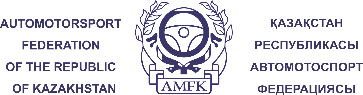 AUTOMOTORSPORT
FEDERATION
OF THE REPUBLIC
OF KAZAKHSTAN
AMFK
ҚАЗАҚСТАН
РЕСПУБЛИКАСЫ
АВТОМОТОСПОРТ
ФЕДЕРАЦИЯСЫ